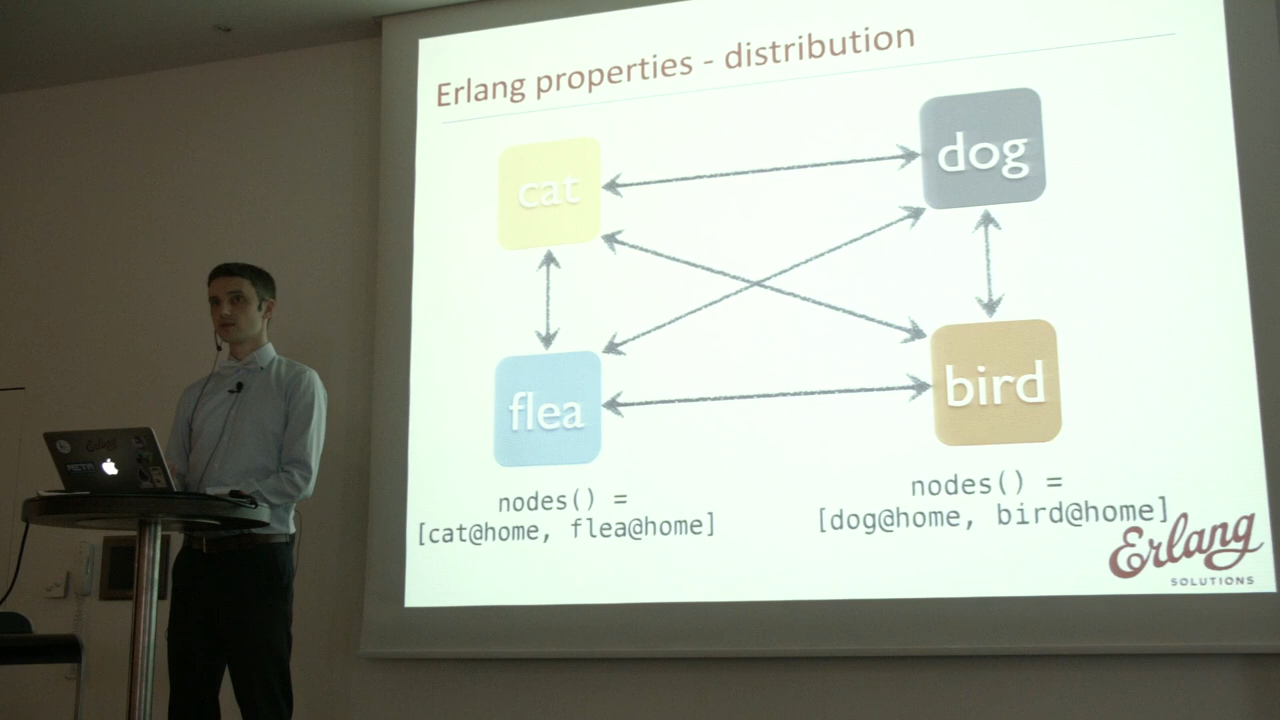 Erlang properties - distribution
cat
dog
flea
bird
nodes() =
[cat@home, flea@home]
nodes() =
[dog@home, bird@home]
Erlang
SOLUTIONS
Erlang